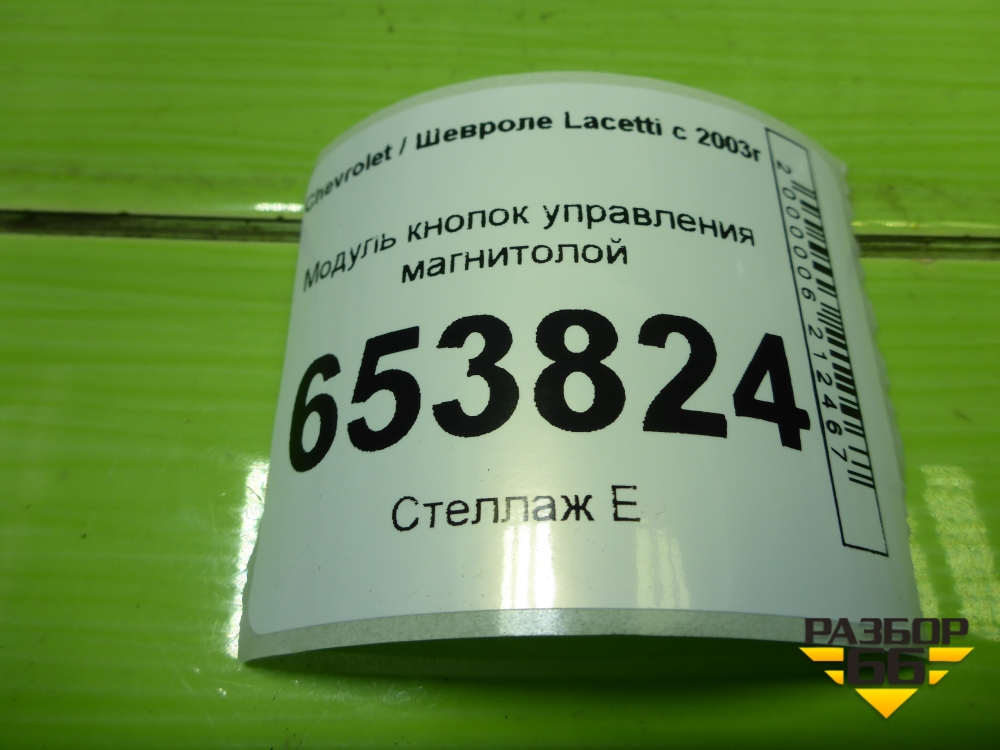 Chevrolet / Шевроле Lacetti с 2003г
Модуль кнопок управления
магнитолой
653824
Стеллаж Е
2000006212467
РАЗБОР
66